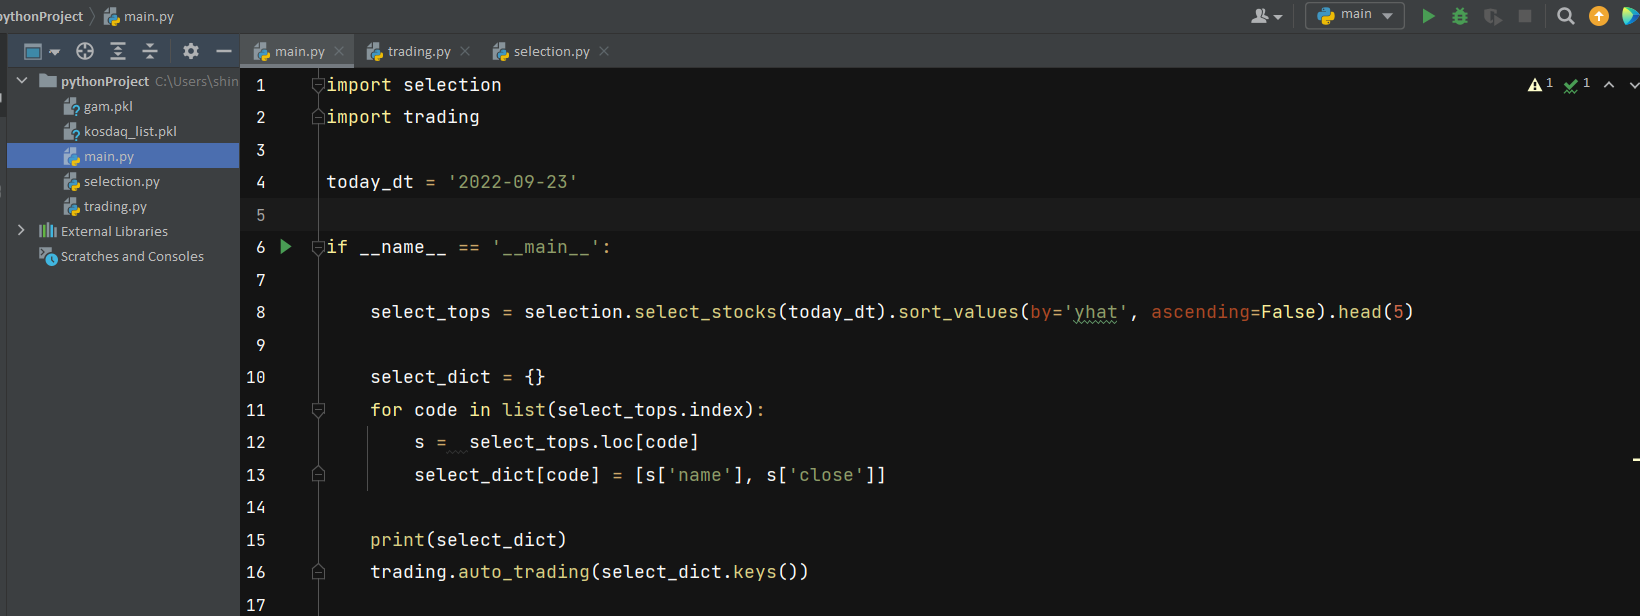 pythonProject main.py
main
main.py trading.py selection.py
pythonProject C:\Users\shin
gam.pkl
kosdaq_list.pkl
main.py
selection.py
trading.py
External Libraries
Scratches and Consoles
1 1
1 import selection
2 import trading
3
4 today_dt = '2022-09-23'
5
6 if __name__ == '__main__':
7
8 select_tops = selection.select_stocks(today_dt).sort_values(by='yhat', ascending=False).head(5)
9
10 select_dict = {}
11 for code in list(select_tops.index):
12 s =  select_tops.loc[code]
13 select_dict[code] = [s['name'], s['close']]
14
15 print(select_dict)
16 trading.auto_trading(select_dict.keys())
17